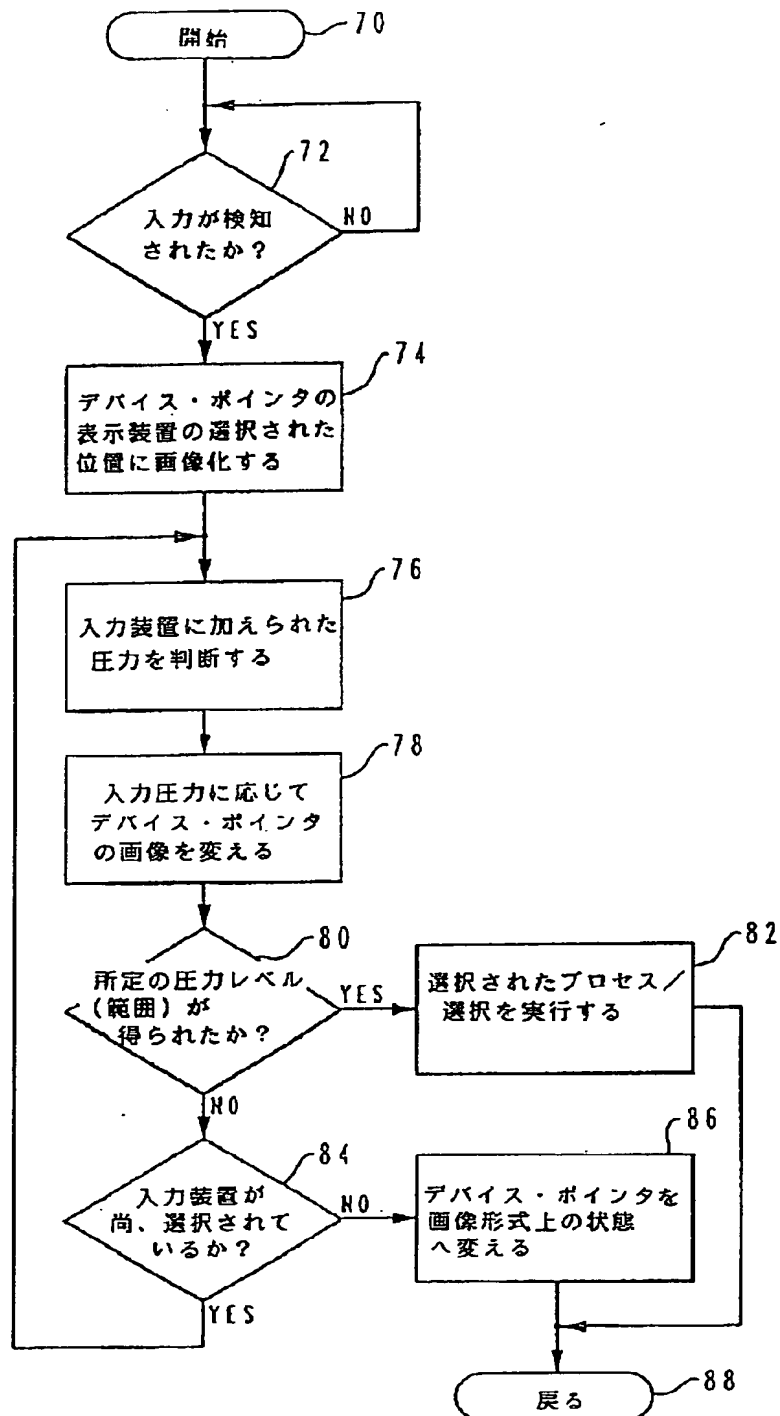 開始
70
72
入力が検知
されたか?
NO
YES
74
デバイス・ポインタの
表示装置の選択された
位置に画像化する
76
入力装置に加えられた
圧力を判断する
78
入力圧力に応じて
デバイス・ポインタ
の画像を変える
80
所定の圧力レベル
(範囲)が
得られたか?
YES
NO
82
選択されたプロセス/
選択を実行する
84
入力装置が
尚、選択されて
いるか?
NO
YES
86
デバイス・ポインタを
画像形式上の状態
へ変える
戻る
88